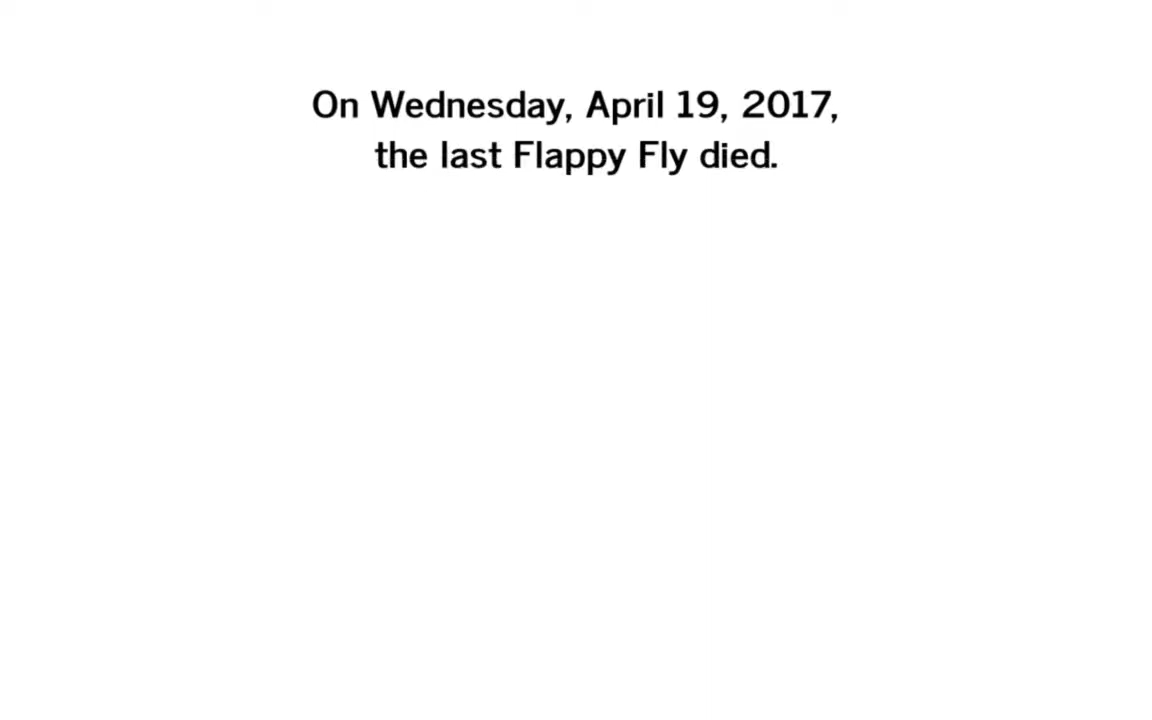 On Wednesday, April 19, 2017,
the last Flappy Fly died.